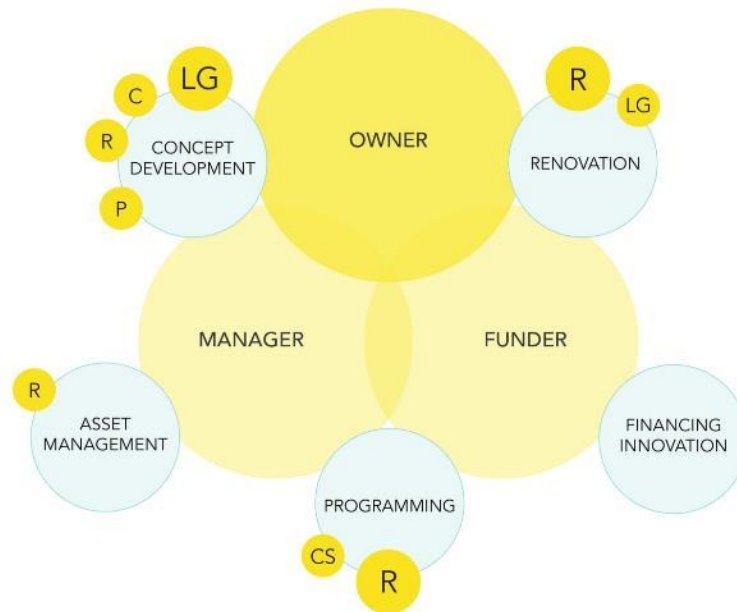 LG
C
R
P
CONCEPT
DEVELOPMENT
OWNER
R
LG
RENOVATION
MANAGER
FUNDER
R
ASSET
MANAGEMENT
FINANCING
INNOVATION
PROGRAMMING
CS
R